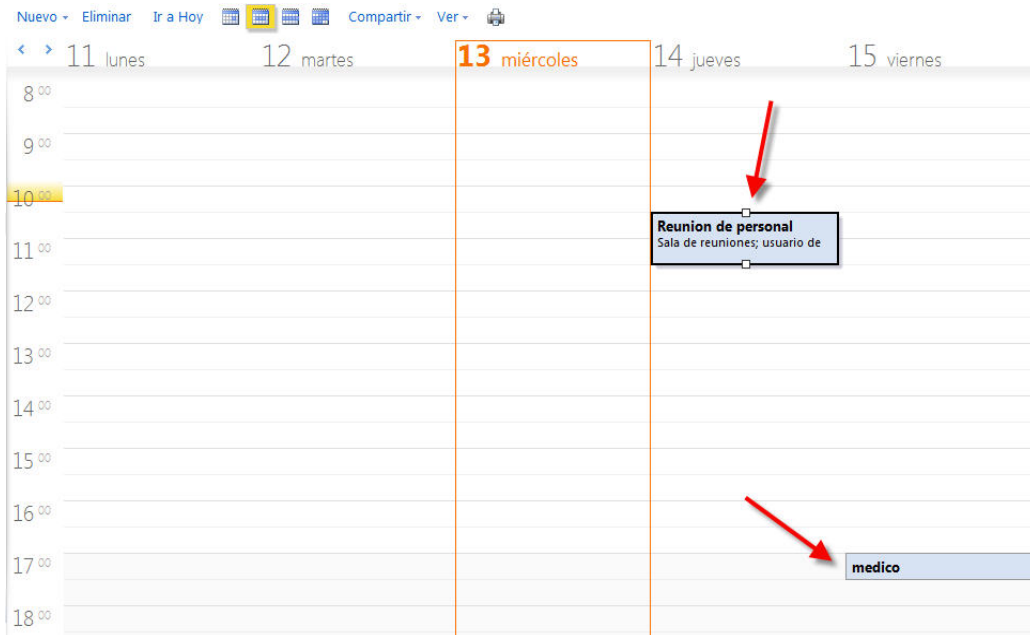 Nuevo Eliminar Ir a Hoy Compartir Ver
11 lunes 12 martes 13 miércoles 14 jueves 15 viernes
8 00
9 00
10 00
Reunion de personal
Sala de reuniones; usuario de
11 00
12 00
13 00
14 00
15 00
16 00
17 00 medico
18 00